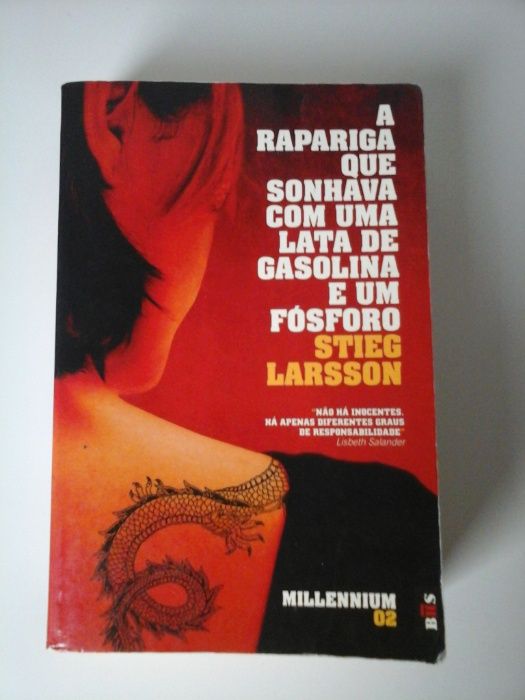 A
RAPARIGA
QUE
SONHAVA
COM UMA
LATA DE
GASOLINA
E UM
FÓSFORO
STIEG
LARSSON
"NÃO HÁ INOCENTES.
HÁ APENAS DIFERENTES GRAUS
DE RESPONSABILIDADE"
Lisbeth Salander
MILLENNIUM
02
BIIS